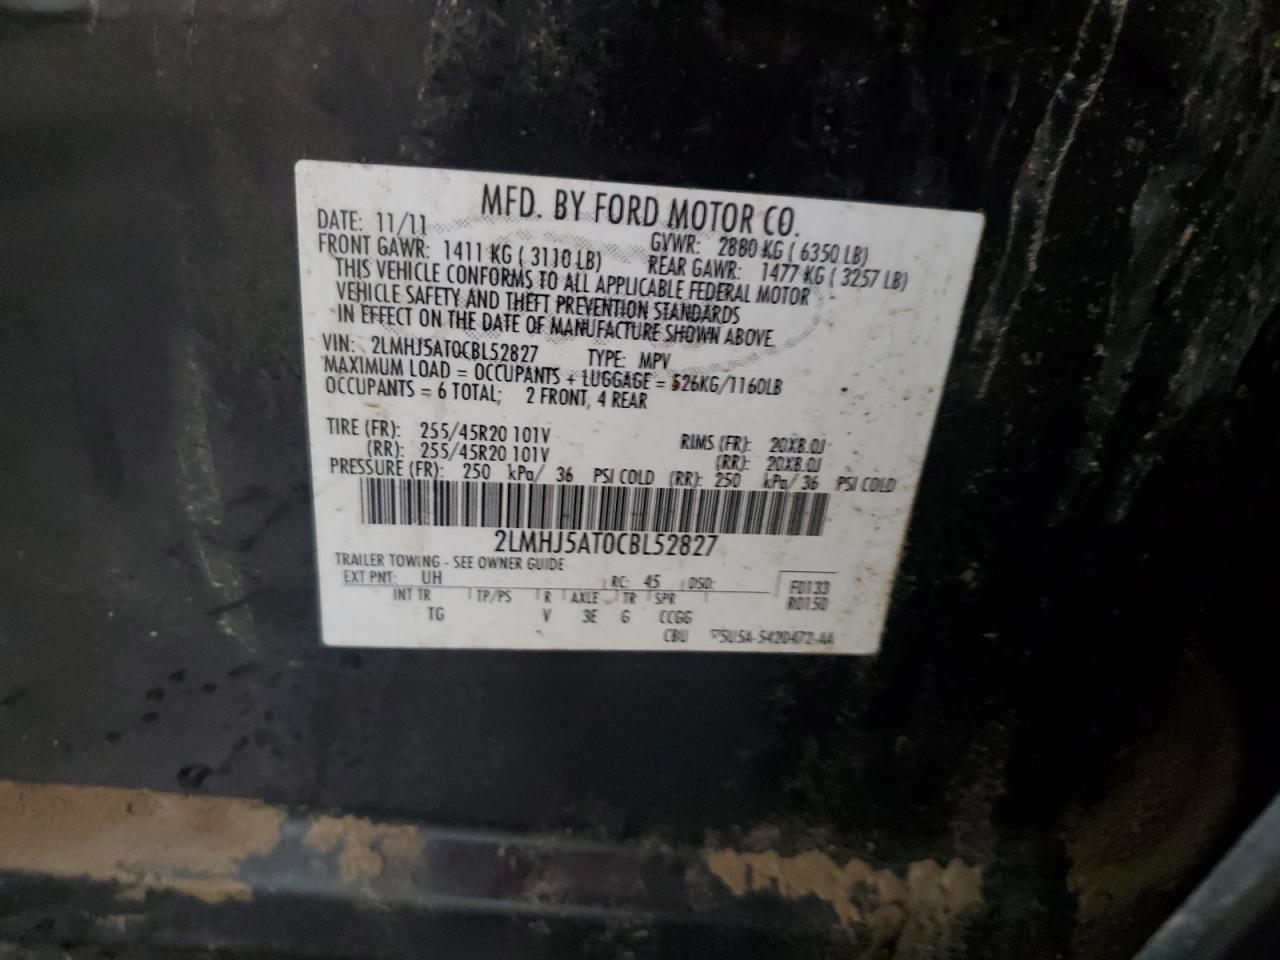 MFD. BY FORD MOTOR CO.
DATE: 11/11 GVWR: 2880 KG ( 6350 LB)
FRONT GAWR: 1411 KG ( 3110 LB) REAR GAWR: 1477 KG ( 3257 LB)
THIS VEHICLE CONFORMS TO ALL APPLICABLE FEDERAL MOTOR
VEHICLE SAFETY AND THEFT PREVENTION STANDARDS
IN EFFECT ON THE DATE OF MANUFACTURE SHOWN ABOVE.
VIN: 2LMHJ5AT0CBL52827 TYPE: MPV
MAXIMUM LOAD = OCCUPANTS + LUGGAGE = 526KG/1160LB
OCCUPANTS = 6 TOTAL; 2 FRONT, 4 REAR
TIRE (FR): 255/45R20 101V RIMS (FR): 20X8.0J
(RR): 255/45R20 101V (RR): 20X8.0J
PRESSURE (FR): 250 kPa/ 36 PSI COLD (RR): 250 kPa/ 36 PSI COLD
2LMHJ5AT0CBL52827
TRAILER TOWING - SEE OWNER GUIDE
EXT PNT: UH RC: 45 DSO: F0133
INT TR TP/PS R AXLE TR SPR R0150
TG V 3E G CCGG
CBU 5U5A-5420472-AA